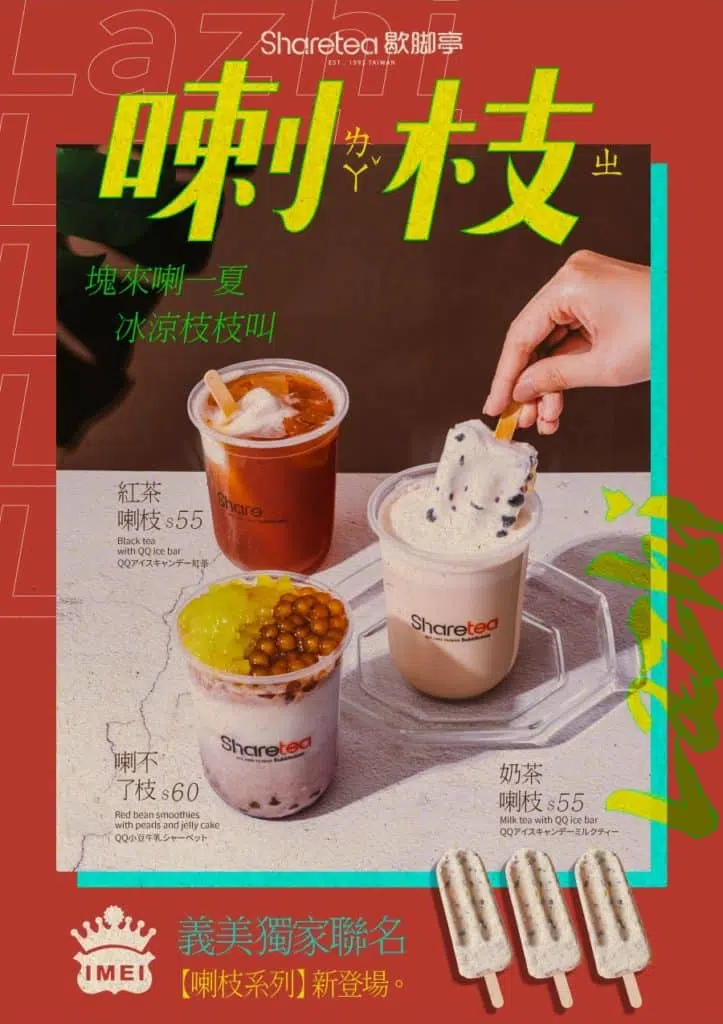 Lazhi
Sharetea 歇脚亭
EST . 1992 TAIWAN
喇 ㄌㄚˇ 枝 ㄓ
塊來喇一夏
冰涼枝枝叫
紅茶
喇枝 $55
Black tea
with QQ ice bar
QQアイスキャンデー紅茶
Share
Sharetea
Sharetea
喇不
了枝 $60
Red bean smoothies
with pearls and jelly cake
QQ小豆牛乳シャーベット
奶茶
喇枝 $55
Milk tea with QQ ice bar
QQアイスキャンデーミルクティー
IMEI
義美獨家聯名
【喇枝系列】新登場。